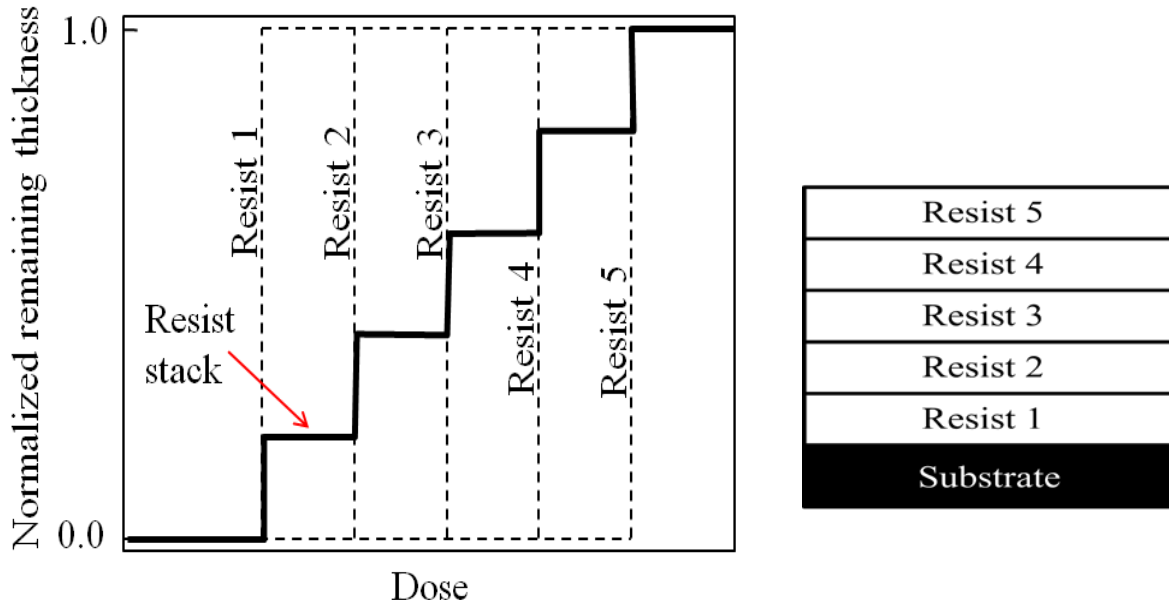 Normalized remaining thickness
1.0
0.0
Resist 1
Resist 2
Resist 3
Resist 4
Resist 5
Resist
stack
Dose
Resist 5
Resist 4
Resist 3
Resist 2
Resist 1
Substrate